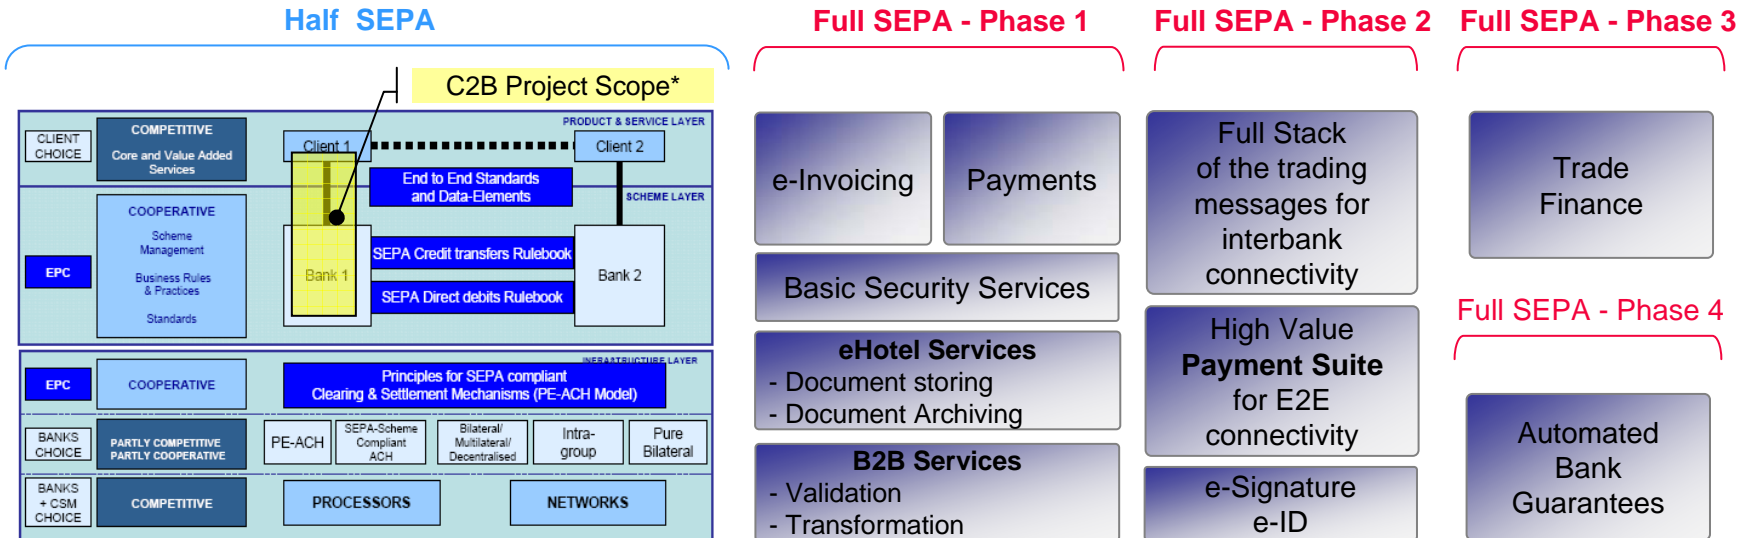 Half SEPA
Full SEPA - Phase 1
Full SEPA - Phase 2
Full SEPA - Phase 3
C2B Project Scope*
PRODUCT & SERVICE LAYER
CLIENT
CHOICE
COMPETITIVE
Core and Value Added
Services
Client 1
Client 2
End to End Standards
and Data-Elements
SCHEME LAYER
EPC
COOPERATIVE
Scheme
Management
Business Rules
& Practices
Standards
Bank 1
SEPA Credit transfers Rulebook
SEPA Direct debits Rulebook
Bank 2
INFRASTRUCTURE LAYER
EPC
COOPERATIVE
Principles for SEPA compliant
Clearing & Settlement Mechanisms (PE-ACH Model)
BANKS
CHOICE
PARTLY COMPETITIVE
PARTLY COOPERATIVE
PE-ACH
SEPA-Scheme
Compliant
ACH
Bilateral/
Multilateral/
Decentralised
Intra-
group
Pure
Bilateral
BANKS
+ CSM
CHOICE
COMPETITIVE
PROCESSORS
NETWORKS
e-Invoicing
Payments
Basic Security Services
eHotel Services
- Document storing
- Document Archiving
B2B Services
- Validation
- Transformation
Full Stack
of the trading
messages for
interbank
connectivity
High Value
Payment Suite
for E2E
connectivity
e-Signature
e-ID
Trade
Finance
Full SEPA - Phase 4
Automated
Bank
Guarantees